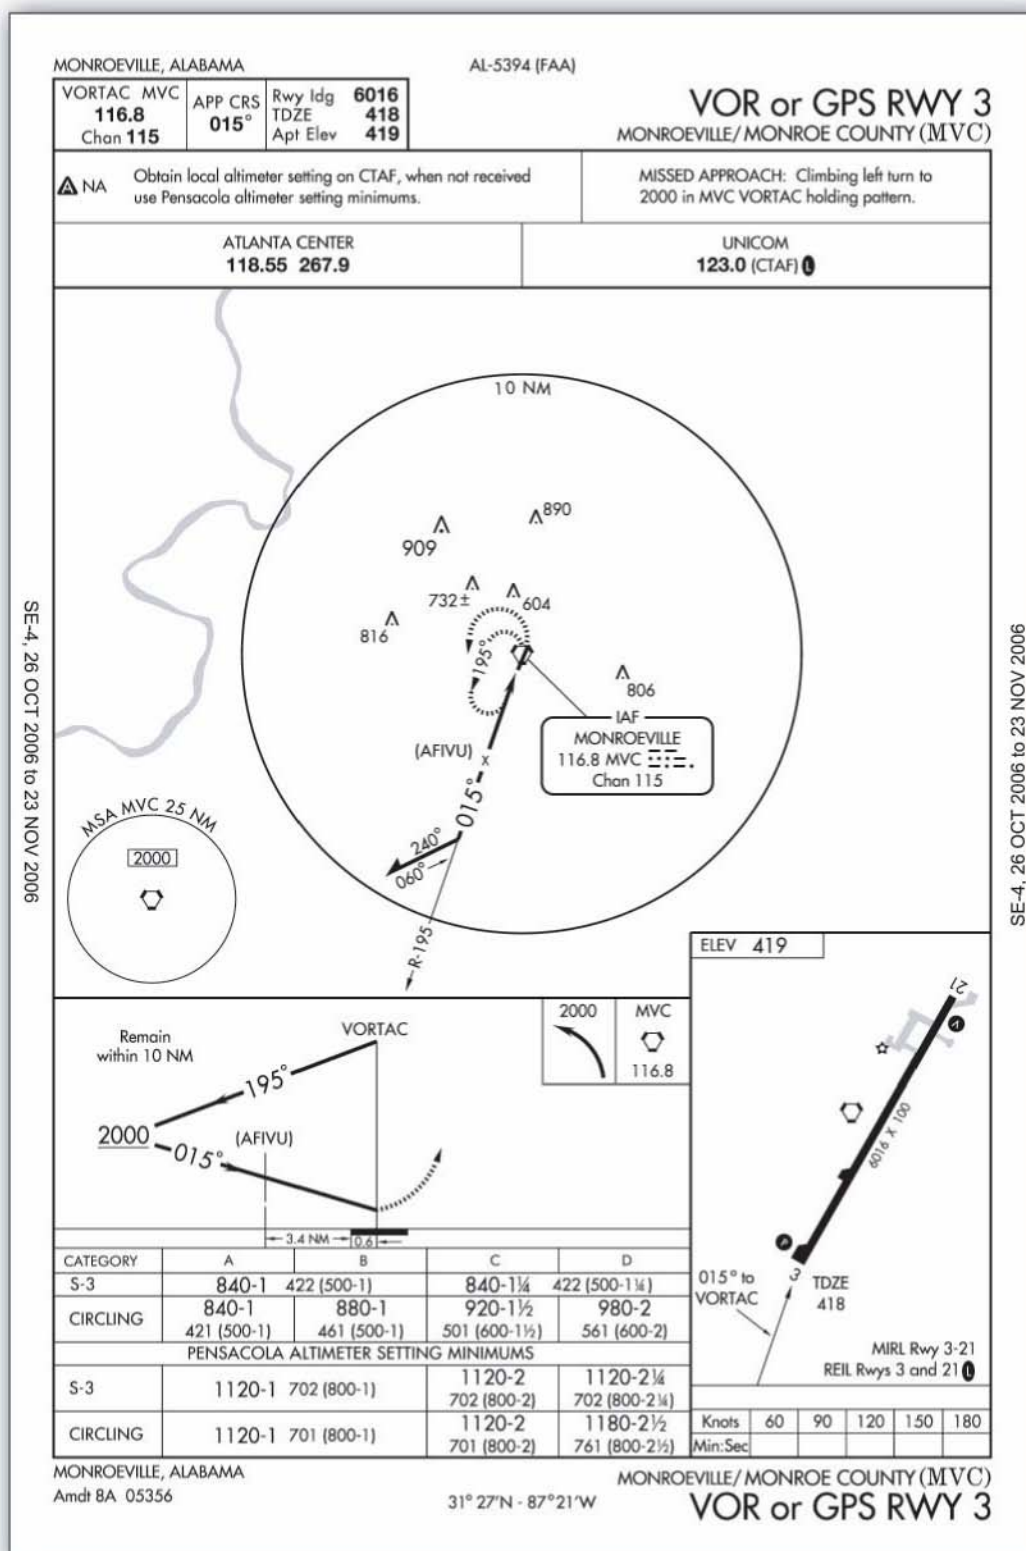 MONROEVILLE, ALABAMA
AL-5394 (FAA)
VORTAC MVC
116.8
Chan 115
APP CRS
015°
Rwy ldg 6016
TDZE 418
Apt Elev 419
VOR or GPS RWY 3
MONROEVILLE/MONROE COUNTY (MVC)
A NA
Obtain local altimeter setting on CTAF, when not received
use Pensacola altimeter setting minimums.
MISSED APPROACH: Climbing left turn to
2000 in MVC VORTAC holding pattern.
ATLANTA CENTER
118.55 267.9
UNICOM
123.0 (CTAF) L
10 NM
890
909
732±
604
816
195°
806
IAF
MONROEVILLE
116.8 MVC
Chan 115
(AFIVU) x
015°
240°
060°
R-195
MSA MVC 25 NM
2000
SE-4, 26 OCT 2006 to 23 NOV 2006
SE-4, 26 OCT 2006 to 23 NOV 2006
Remain
within 10 NM
VORTAC
195°
2000
015°
(AFIVU)
3.4 NM
0.6
2000
MVC
116.8
ELEV 419
21
V
6016 X 100
P
3
015° to
VORTAC
TDZE
418
MIRL Rwy 3-21
REIL Rwys 3 and 21 L
CATEGORY A B C D
S-3 840-1 422 (500-1) 840-1¼ 422 (500-1¼)
CIRCLING 840-1 880-1 920-1½ 980-2
421 (500-1) 461 (500-1) 501 (600-1½) 561 (600-2)
PENSACOLA ALTIMETER SETTING MINIMUMS
S-3 1120-1 702 (800-1) 1120-2 1120-2¼
702 (800-2) 702 (800-2¼)
CIRCLING 1120-1 701 (800-1) 1120-2 1180-2½
701 (800-2) 761 (800-2½)
Knots 60 90 120 150 180
Min:Sec
MONROEVILLE, ALABAMA
Amdt 8A 05356
31°27'N - 87°21'W
MONROEVILLE/MONROE COUNTY (MVC)
VOR or GPS RWY 3